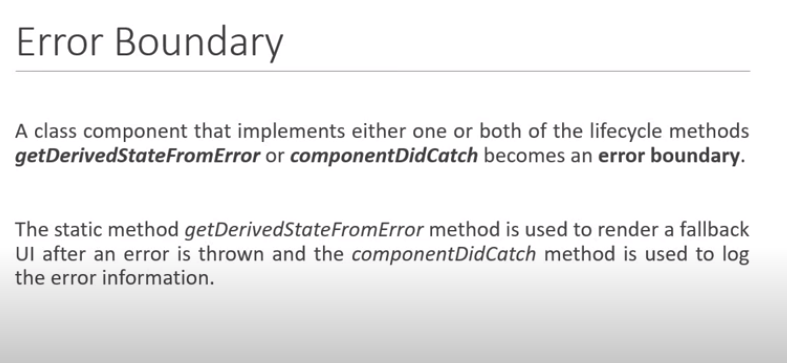 Error Boundary
A class component that implements either one or both of the lifecycle methods
getDerivedStateFromError or componentDidCatch becomes an error boundary.
The static method getDerivedStateFromError method is used to render a fallback
UI after an error is thrown and the componentDidCatch method is used to log
the error information.